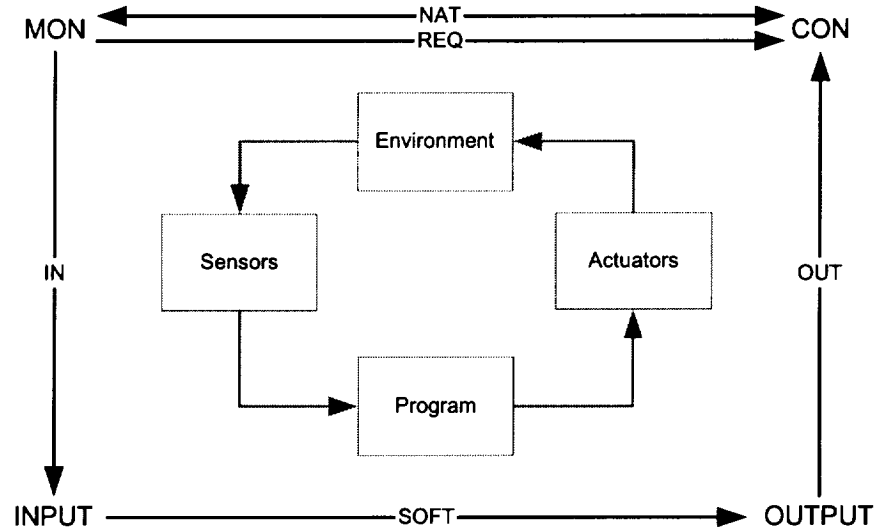 NAT
MON CON
REQ
Environment
Sensors Actuators
IN OUT
Program
INPUT SOFT OUTPUT